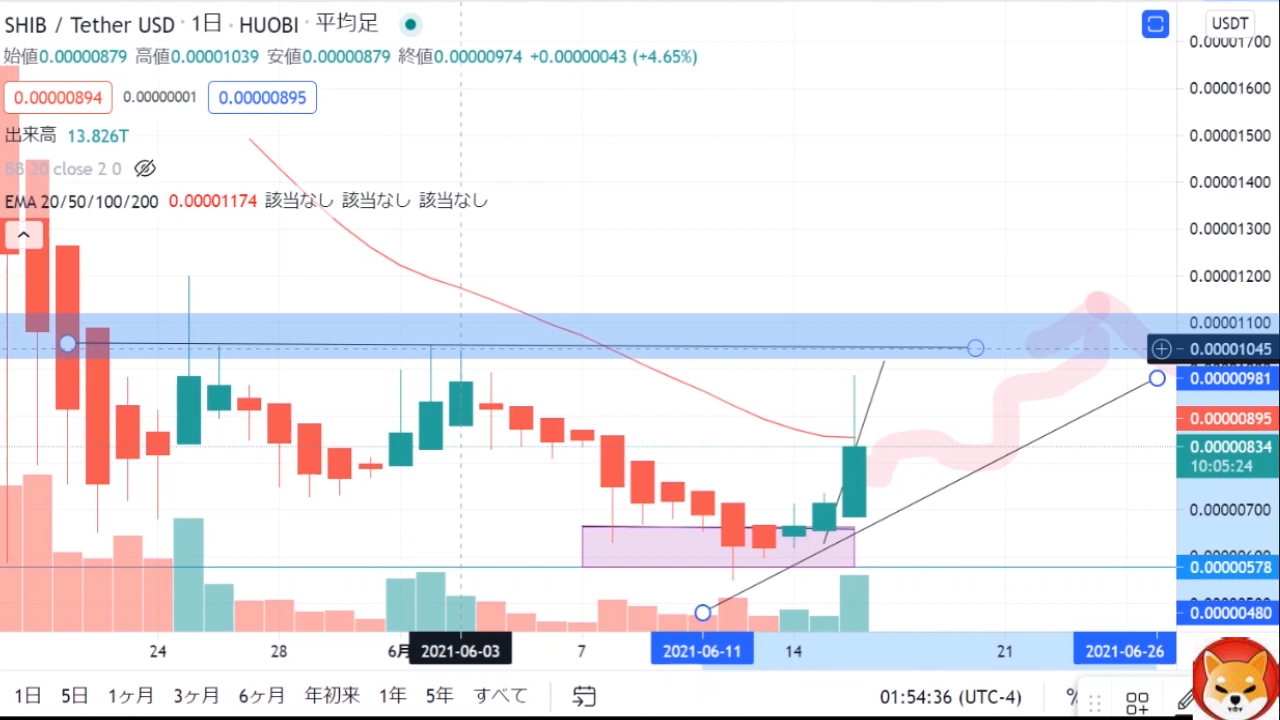 SHIB / Tether USD · 1日 · HUOBI · 平均足
USDT
始値0.00000879 高値0.00001039 安値0.00000879 終値0.00000974 +0.00000043 (+4.65%)
0.00000894 0.00000001 0.00000895
出来高 13.826T
BB 20 close 2 0
EMA 20/50/100/200 0.00001174 該当なし 該当なし 該当なし
0.00001700
0.00001600
0.00001500
0.00001400
0.00001300
0.00001200
0.00001100
0.00001045
0.00000981
0.00000895
0.00000834
10:05:24
0.00000700
0.00000578
0.00000480
24 28 6月 2021-06-03 7 2021-06-11 14 21 2021-06-26
1日 5日 1ヶ月 3ヶ月 6ヶ月 年初来 1年 5年 すべて 01:54:36 (UTC-4) %